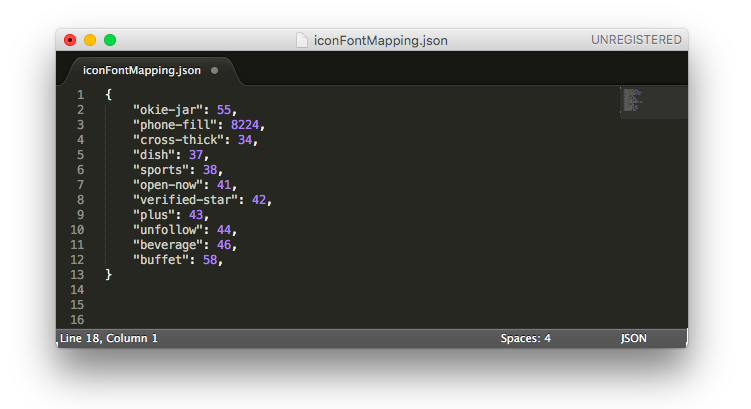 iconFontMapping.json
UNREGISTERED
iconFontMapping.json
1 {
2 "okie-jar": 55,
3 "phone-fill": 8224,
4 "cross-thick": 34,
5 "dish": 37,
6 "sports": 38,
7 "open-now": 41,
8 "verified-star": 42,
9 "plus": 43,
10 "unfollow": 44,
11 "beverage": 46,
12 "buffet": 58,
13 }
14
15
16
Line 18, Column 1
Spaces: 4
JSON